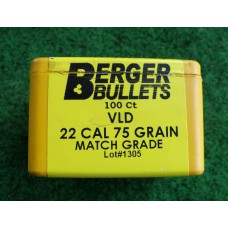 BERGER
BULLETS
100 Ct
VLD
22 CAL 75 GRAIN
MATCH GRADE
Lot#1305